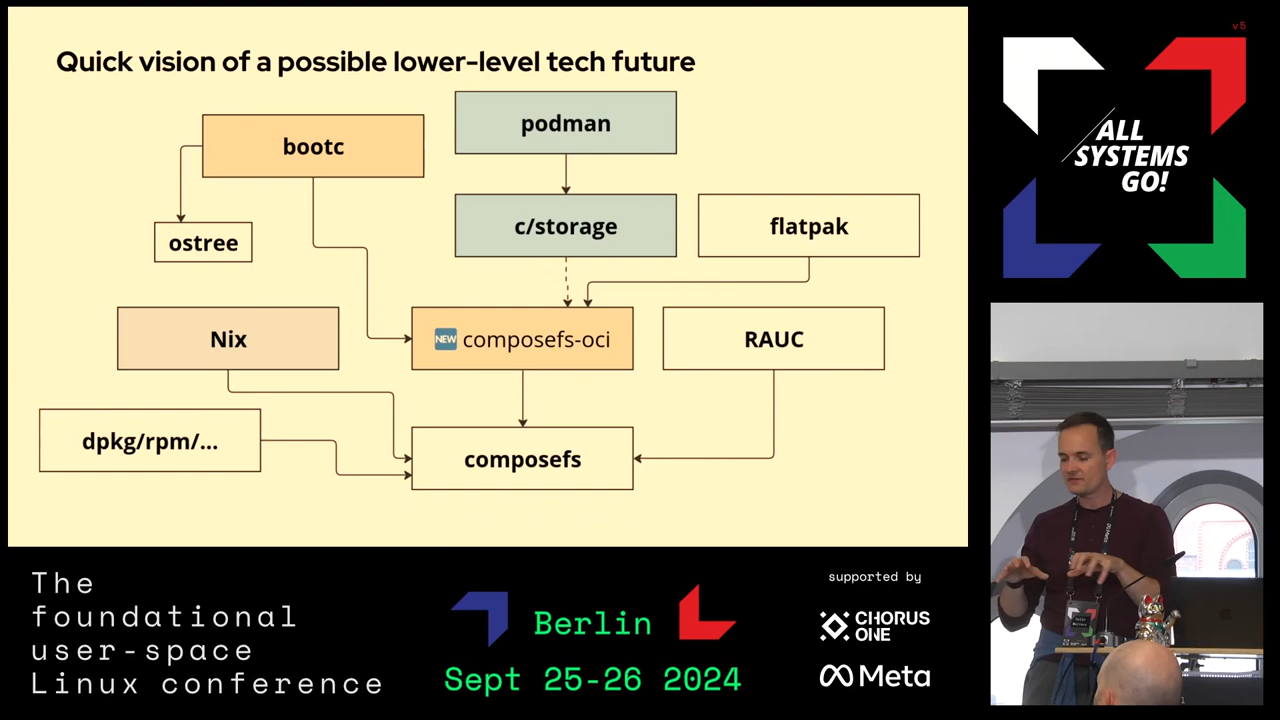 Quick vision of a possible lower-level tech future
podman
bootc
c/storage
flatpak
ostree
Nix
NEW composefs-oci
RAUC
dpkg/rpm/...
composefs
v5
ALL
SYSTEMS
GO!
The
foundational
user-space
Linux conference
Berlin
Sept 25-26 2024
supported by
CHORUS
ONE
Meta